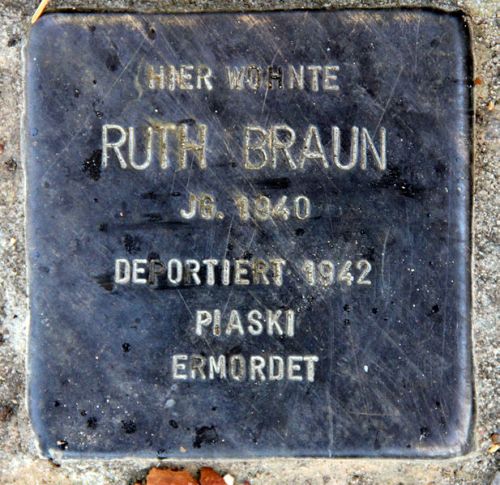 HIER WOHNTE
RUTH BRAUN
JG. 1940
DEPORTIERT 1942
PIASKI
ERMORDET